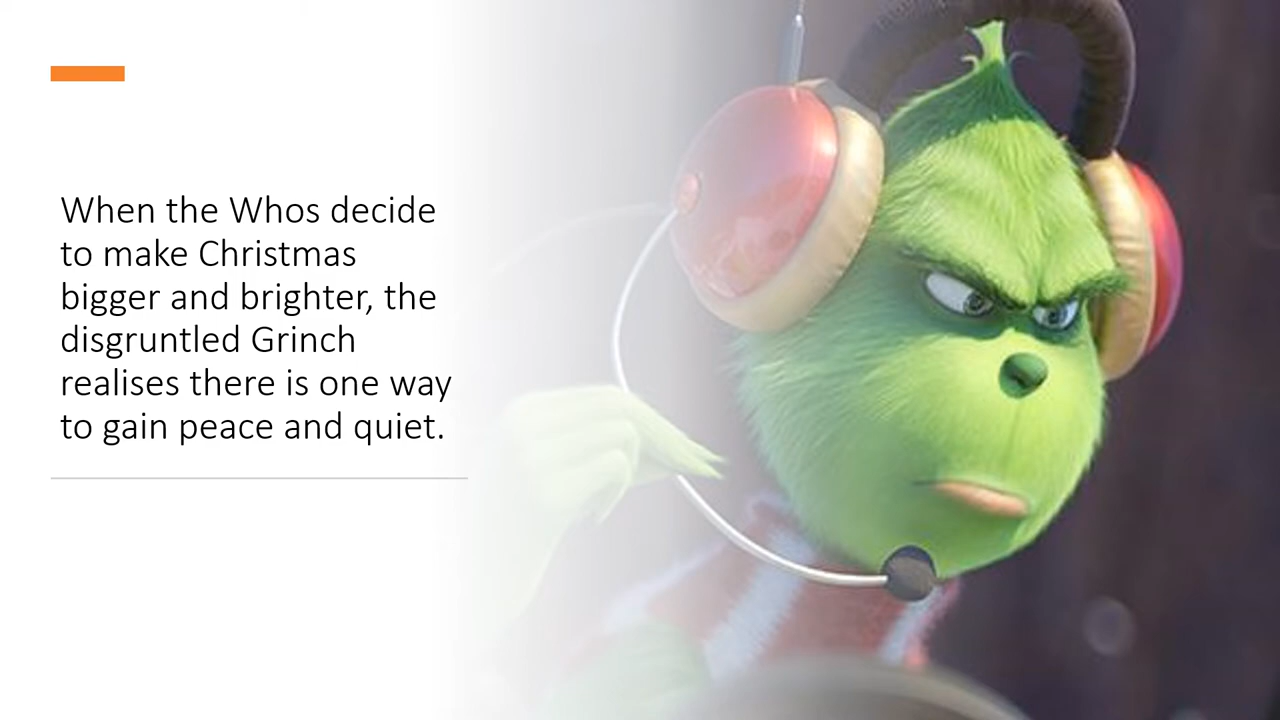 When the Whos decide
to make Christmas
bigger and brighter, the
disgruntled Grinch
realises there is one way
to gain peace and quiet.